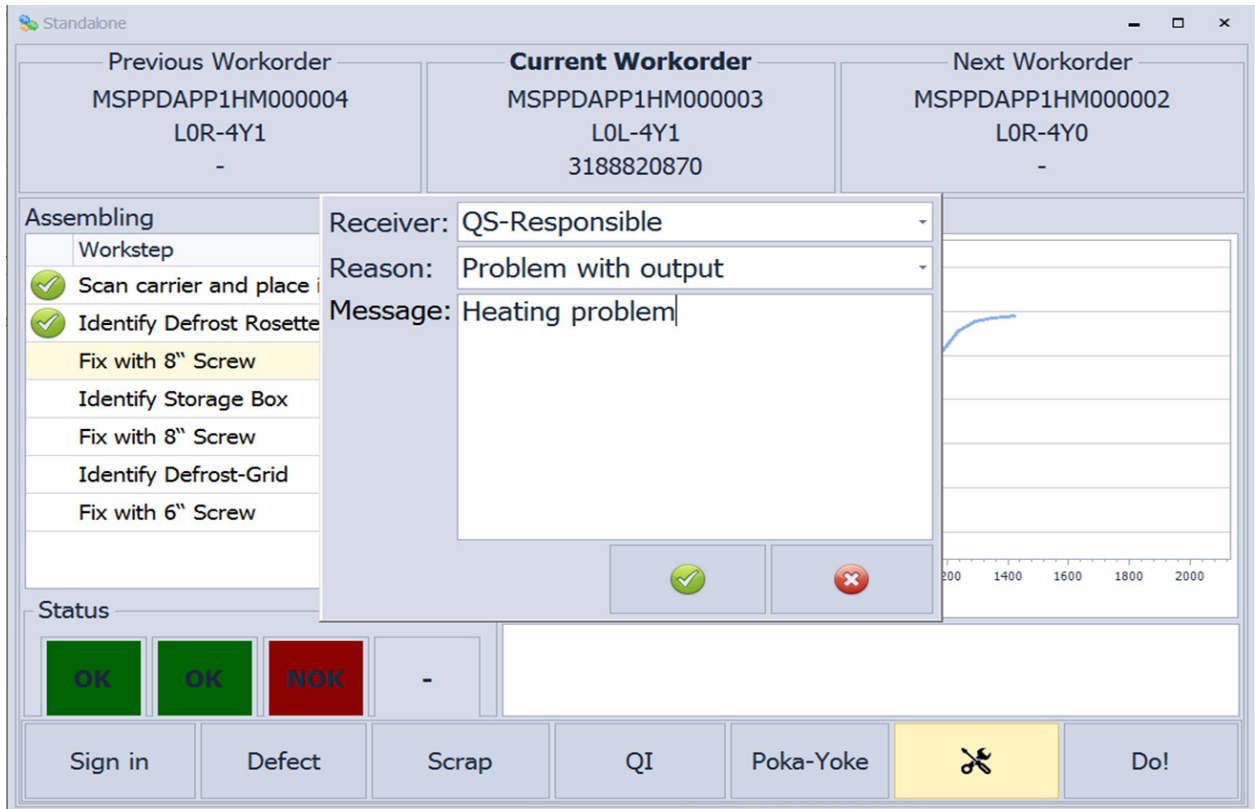 Standalone
Previous Workorder
MSPPDAPP1HM000004
L0R-4Y1
-
Current Workorder
MSPPDAPP1HM000003
L0L-4Y1
3188820870
Next Workorder
MSPPDAPP1HM000002
L0R-4Y0
-
Assembling
Workstep
Scan carrier and place
Identify Defrost Rosette
Fix with 8“ Screw
Identify Storage Box
Fix with 8“ Screw
Identify Defrost-Grid
Fix with 6“ Screw
Receiver: QS-Responsible
Reason: Problem with output
Message: Heating problem
200 1400 1600 1800 2000
Status
OK OK NOK -
Sign in Defect Scrap QI Poka-Yoke Do!